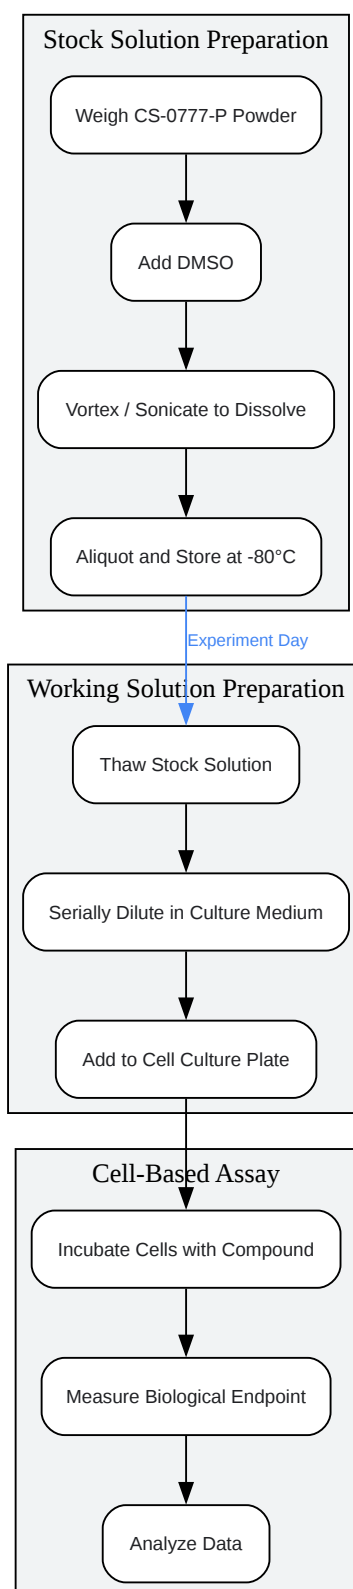 Stock Solution Preparation
Weigh CS-0777-P Powder
Add DMSO
Vortex / Sonicate to Dissolve
Aliquot and Store at -80°C
Experiment Day
Working Solution Preparation
Thaw Stock Solution
Serially Dilute in Culture Medium
Add to Cell Culture Plate
Cell-Based Assay
Incubate Cells with Compound
Measure Biological Endpoint
Analyze Data